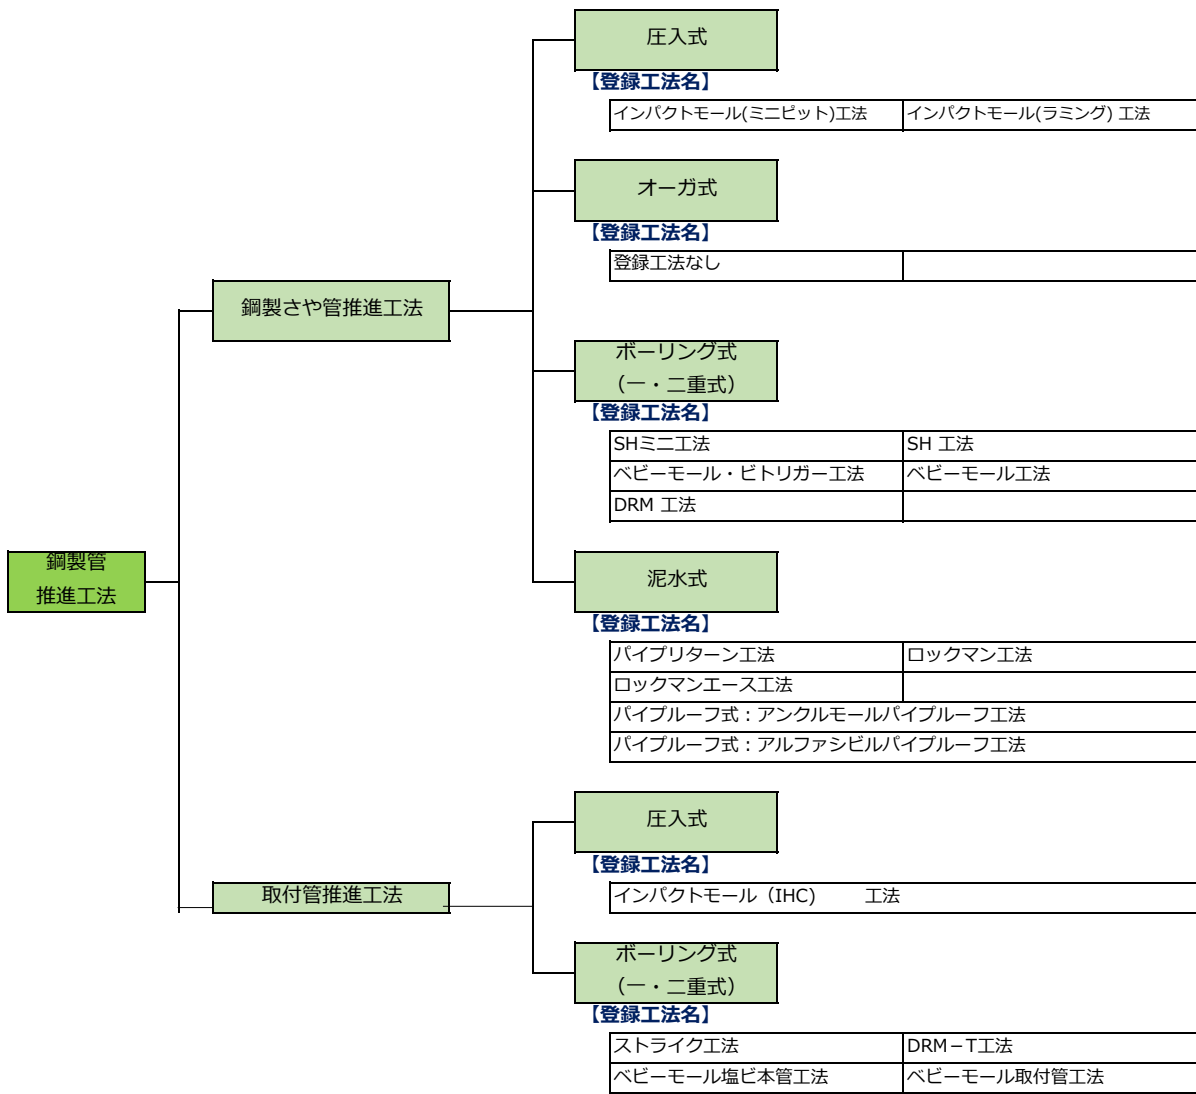 圧入式
【登録工法名】
インパクトモール(ミニピット)工法 インパクトモール(ラミング) 工法
オーガ式
【登録工法名】
登録工法なし
鋼製さや管推進工法
ボーリング式
（一・二重式）
【登録工法名】
SHミニ工法 SH 工法
ベビーモール・ビトリガー工法 ベビーモール工法
DRM 工法
鋼製管
推進工法
泥水式
【登録工法名】
パイプリターン工法 ロックマン工法
ロックマンエース工法
パイプルーフ式：アンクルモールパイプルーフ工法
パイプルーフ式：アルファシビルパイプルーフ工法
圧入式
【登録工法名】
取付管推進工法
インパクトモール（IHC) 工法
ボーリング式
（一・二重式）
【登録工法名】
ストライク工法 DRM－T工法
ベビーモール塩ビ本管工法 ベビーモール取付管工法